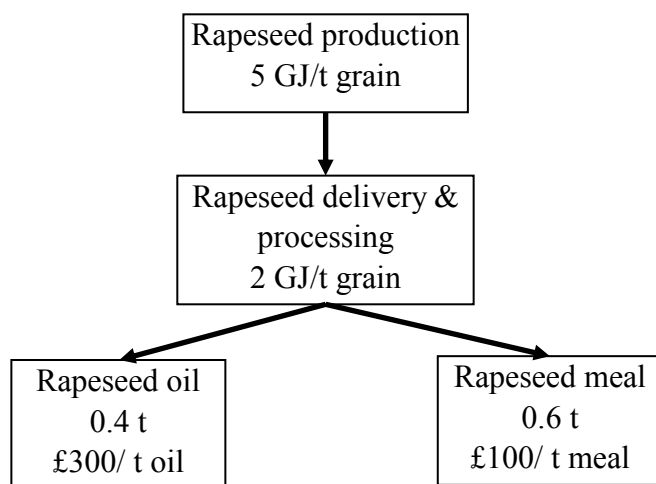 Rapeseed production
5 GJ/t grain
Rapeseed delivery &
processing
2 GJ/t grain
Rapeseed oil
0.4 t
£300/ t oil
Rapeseed meal
0.6 t
£100/ t meal